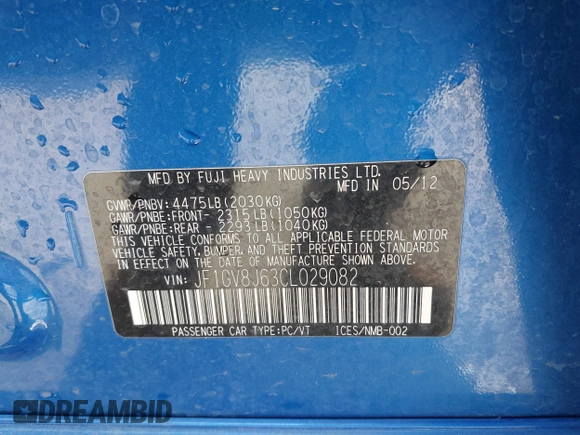 MFD BY FUJI HEAVY INDUSTRIES LTD.
MFD IN 05/12
GVWR/PNBV: 4475LB(2030KG)
GAWR/PNBE:FRONT- 2315LB(1050KG)
GAWR/PNBE:REAR - 2293LB(1040KG)
THIS VEHICLE CONFORMS TO ALL APPLICABLE FEDERAL MOTOR
VEHICLE SAFETY, BUMPER, AND THEFT PREVENTION STANDARDS
IN EFFECT ON THE DATE OF MANUFACTURE SHOWN ABOVE.
VIN: JF1GV8J63CL029082
PASSENGER CAR TYPE:PC/VT ICES/NMB-002
DREAMBID